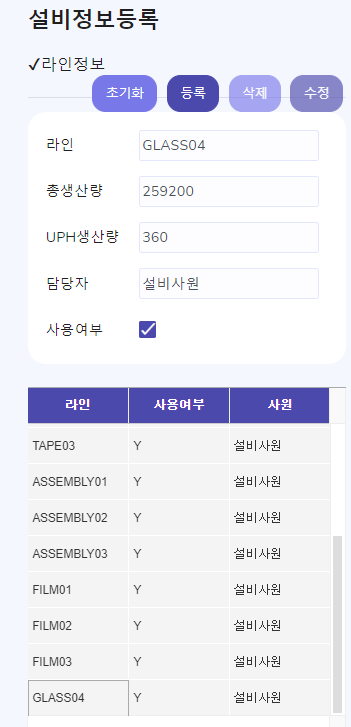 설비정보등록
✓라인정보
초기화 등록 삭제 수정
라인 GLASS04
총생산량 259200
UPH생산량 360
담당자 설비사원
사용여부
라인 사용여부 사원
TAPE03 Y 설비사원
ASSEMBLY01 Y 설비사원
ASSEMBLY02 Y 설비사원
ASSEMBLY03 Y 설비사원
FILM01 Y 설비사원
FILM02 Y 설비사원
FILM03 Y 설비사원
GLASS04 Y 설비사원